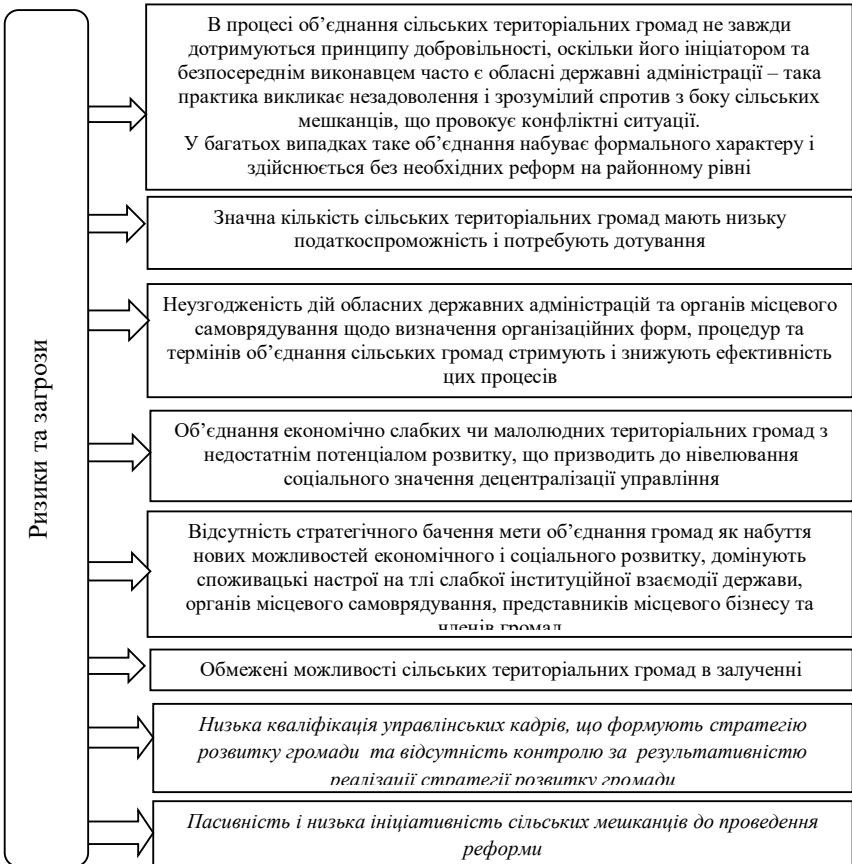 Ризики та загрози
В процесі об’єднання сільських територіальних громад не завжди
дотримуються принципу добровільності, оскільки його ініціатором та
безпосереднім виконавцем часто є обласні державні адміністрації – така
практика викликає незадоволення і зрозумілий спротив з боку сільських
мешканців, що провокує конфліктні ситуації.
У багатьох випадках таке об’єднання набуває формального характеру і
здійснюється без необхідних реформ на районному рівні
Значна кількість сільських територіальних громад мають низьку
податкоспроможність і потребують дотування
Неузгодженість дій обласних державних адміністрацій та органів місцевого
самоврядування щодо визначення організаційних форм, процедур та
термінів об’єднання сільських громад стримують і знижують ефективність
цих процесів
Об’єднання економічно слабких чи малолюдних територіальних громад з
недостатнім потенціалом розвитку, що призводить до нівелювання
соціального значення децентралізації управління
Відсутність стратегічного бачення мети об’єднання громад як набуття
нових можливостей економічного і соціального розвитку, домінують
споживацькі настрої на тлі слабкої інституційної взаємодії держави,
органів місцевого самоврядування, представників місцевого бізнесу та
членів громад
Обмежені можливості сільських територіальних громад в залученні
Низька кваліфікація управлінських кадрів, що формують стратегію
розвитку громади та відсутність контролю за результативністю
реалізації стратегії розвитку громади
Пасивність і низька ініціативність сільських мешканців до проведення
реформи